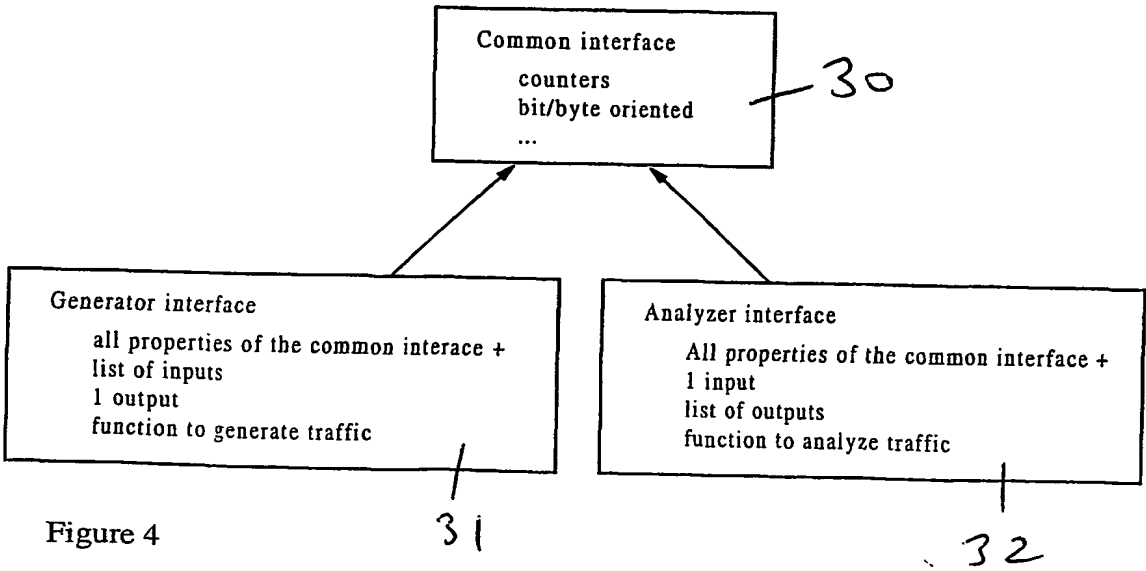 Common interface
counters
bit/byte oriented
...
30
Generator interface
all properties of the common interace +
list of inputs
1 output
function to generate traffic
31
Analyzer interface
All properties of the common interface +
1 input
list of outputs
function to analyze traffic
32
Figure 4